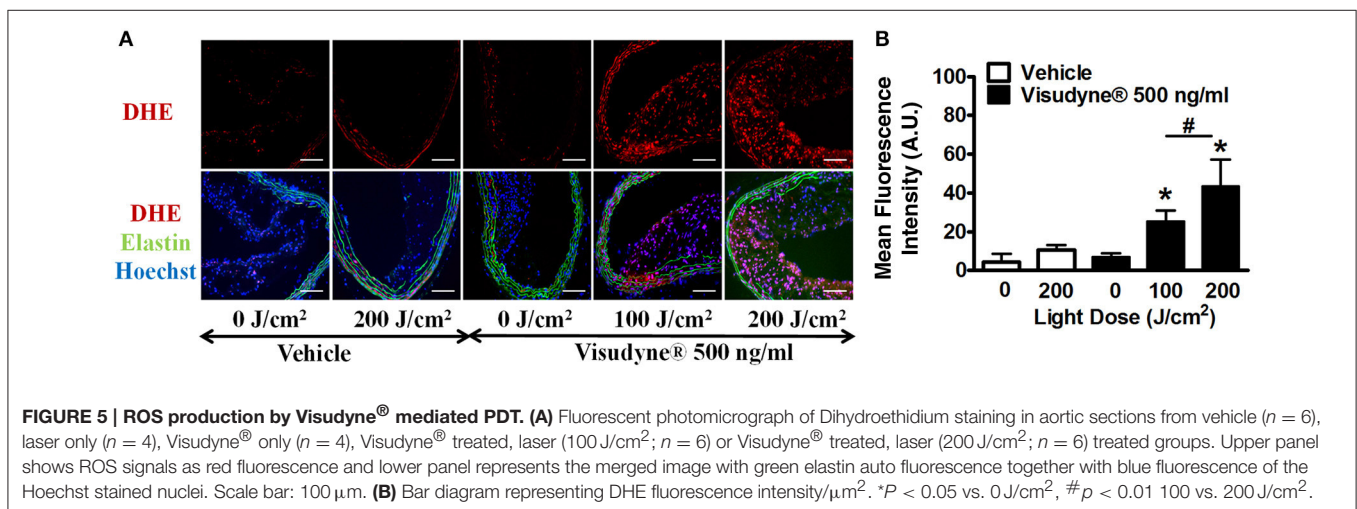 A
DHE
DHE
Elastin
Hoechst
0 J/cm² 200 J/cm² 0 J/cm² 100 J/cm² 200 J/cm²
Vehicle Visudyne® 500 ng/ml
B
Vehicle
Visudyne® 500 ng/ml
Mean Fluorescence
Intensity (A.U.)
100
80
60
40
20
0
* # *
0 200 0 100 200
Light Dose (J/cm²)
FIGURE 5 | ROS production by Visudyne® mediated PDT. (A) Fluorescent photomicrograph of Dihydroethidium staining in aortic sections from vehicle (n = 6),
laser only (n = 4), Visudyne® only (n = 4), Visudyne® treated, laser (100 J/cm²; n = 6) or Visudyne® treated, laser (200 J/cm²; n = 6) treated groups. Upper panel
shows ROS signals as red fluorescence and lower panel represents the merged image with green elastin auto fluorescence together with blue fluorescence of the
Hoechst stained nuclei. Scale bar: 100 μm. (B) Bar diagram representing DHE fluorescence intensity/μm². *P < 0.05 vs. 0 J/cm², #p < 0.01 100 vs. 200 J/cm².